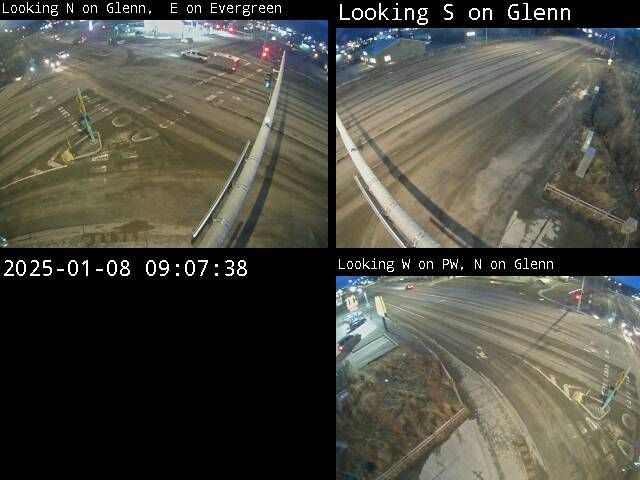 Looking N on Glenn,  E on Evergreen
Looking S on Glenn
2025-01-08 09:07:38
Looking W on PW, N on Glenn